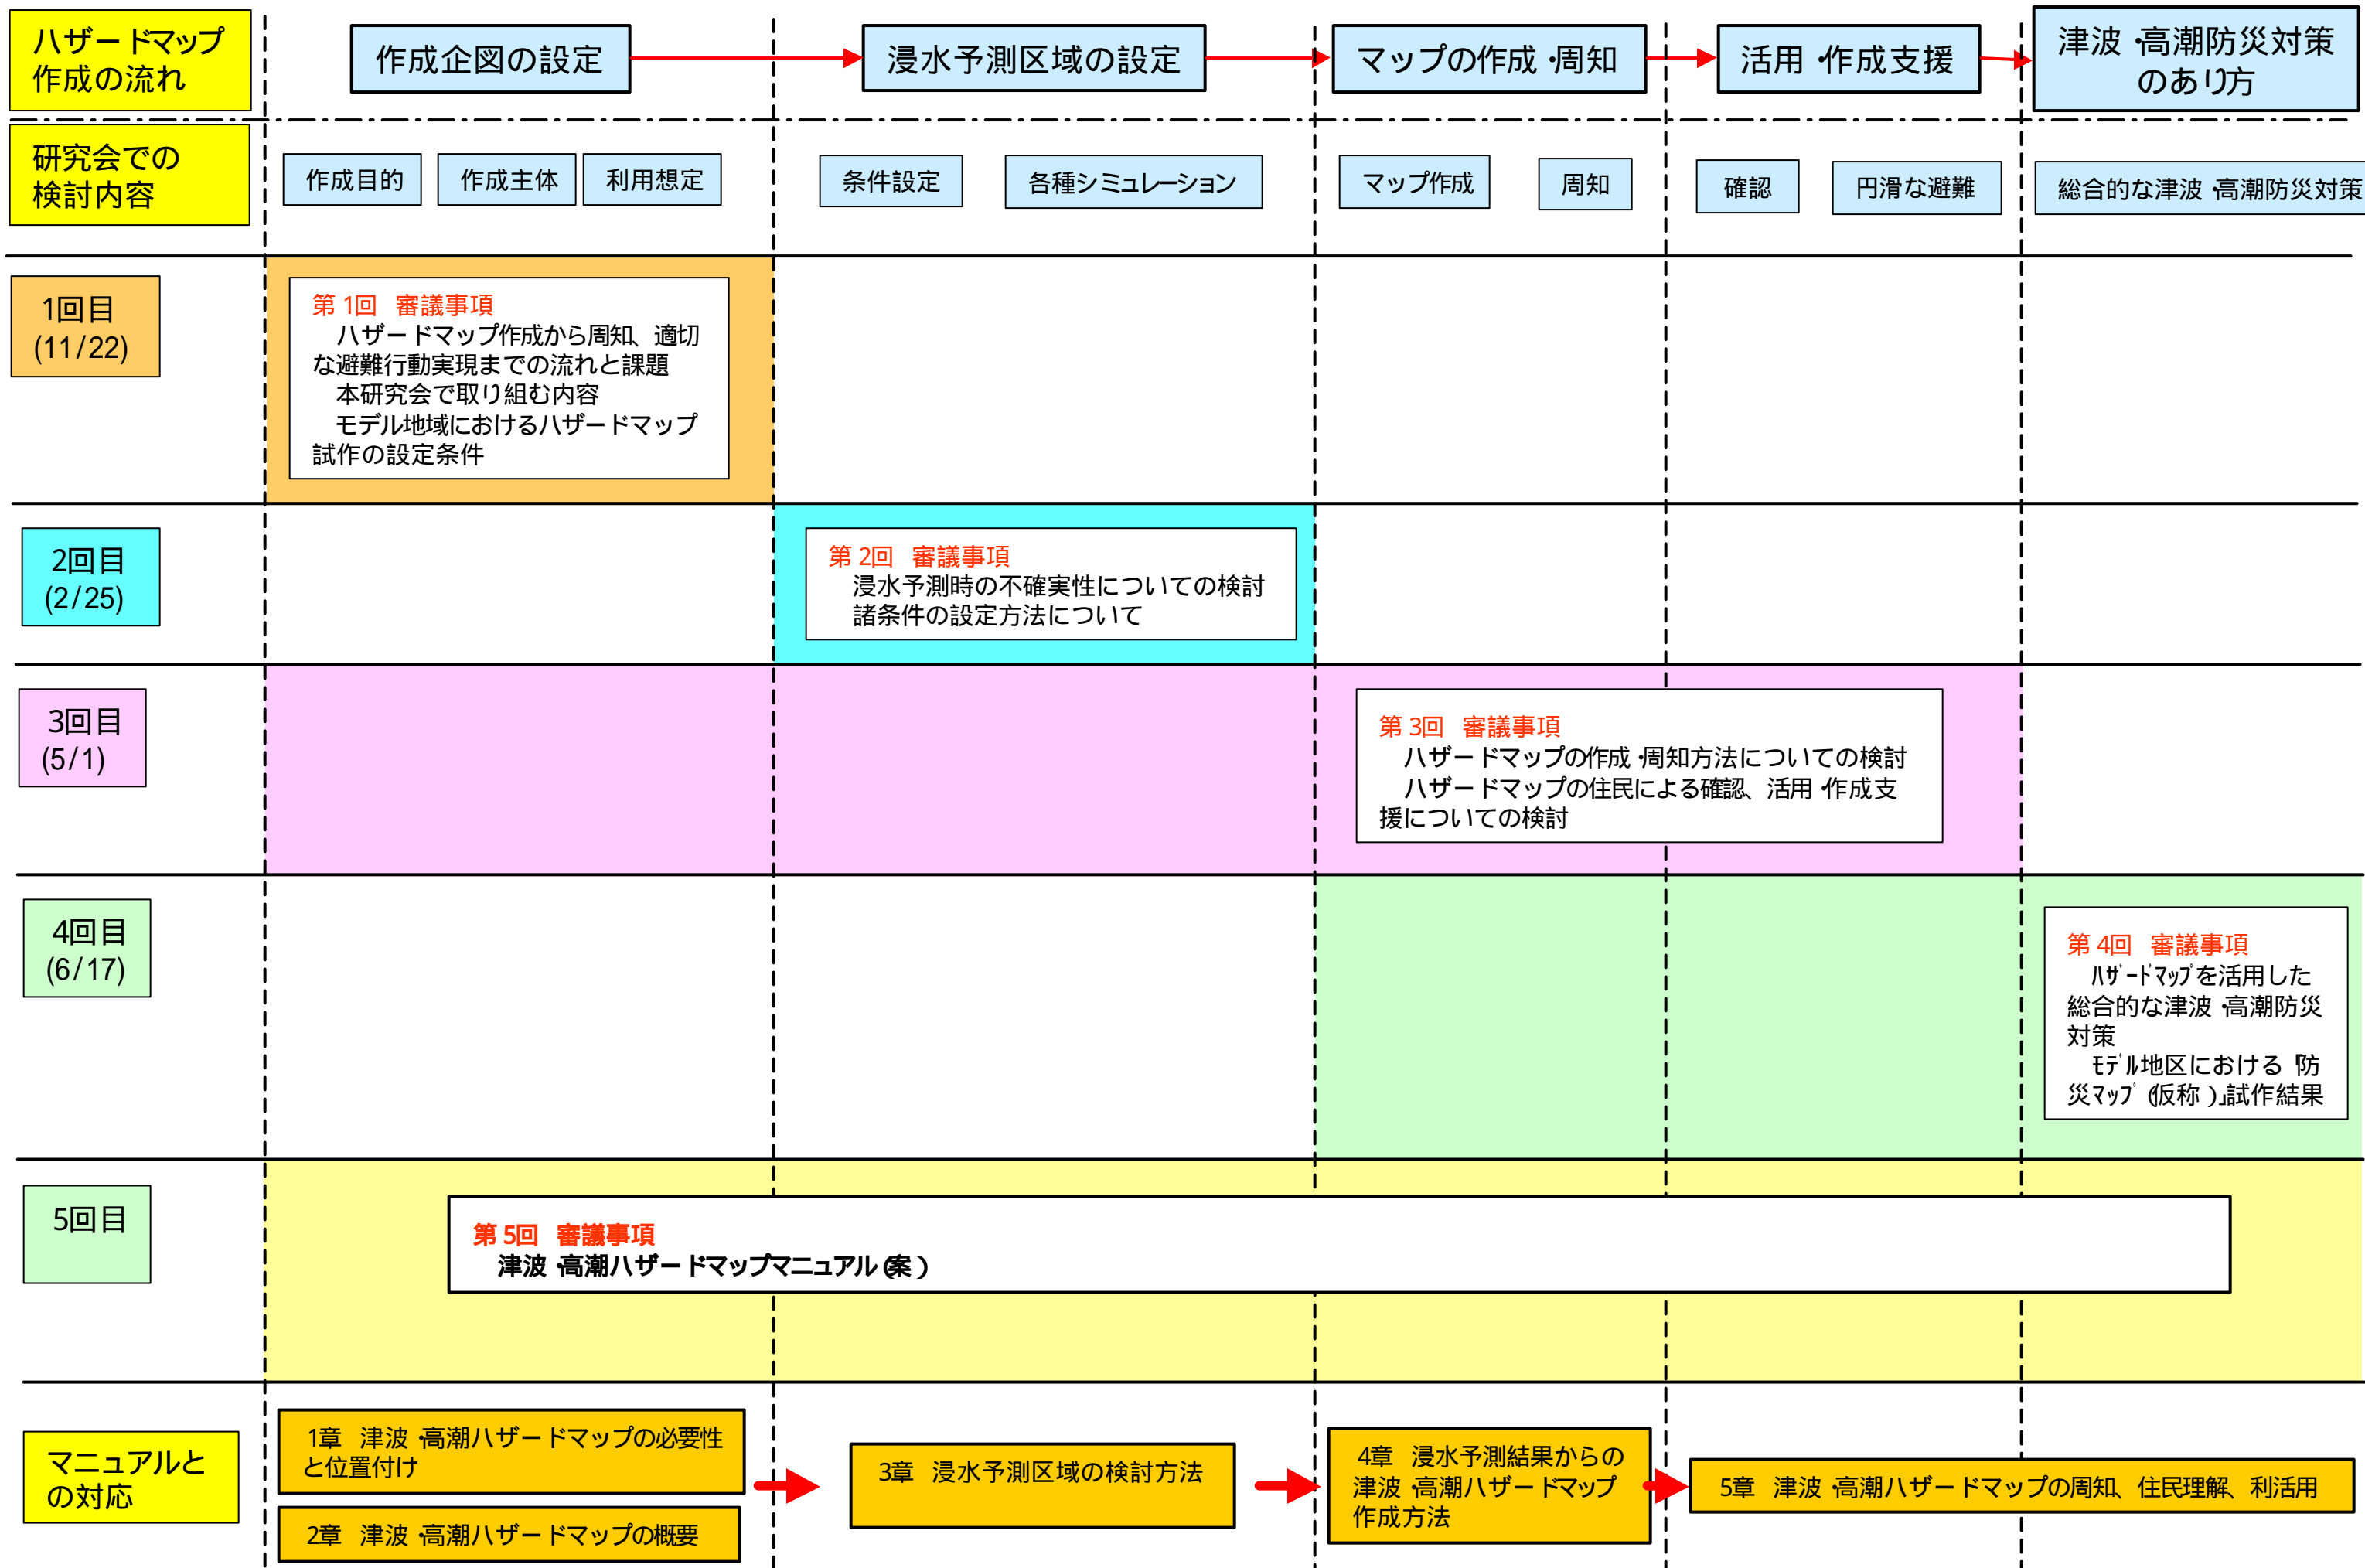 ハザードマップ
作成の流れ
作成企図の設定
浸水予測区域の設定
マップの作成・周知
活用・作成支援
津波・高潮防災対策
のあり方
研究会での
検討内容
作成目的
作成主体
利用想定
条件設定
各種シミュレーション
マップ作成
周知
確認
円滑な避難
総合的な津波・高潮防災対策
1回目
(11/22)
第1回 審議事項
ハザードマップ作成から周知、適切
な避難行動実現までの流れと課題
本研究会で取り組む内容
モデル地域におけるハザードマップ
試作の設定条件
2回目
(2/25)
第2回 審議事項
浸水予測時の不確実性についての検討
諸条件の設定方法について
3回目
(5/1)
第3回 審議事項
ハザードマップの作成・周知方法についての検討
ハザードマップの住民による確認、活用・作成支
援についての検討
4回目
(6/17)
第4回 審議事項
ﾊｻﾞｰﾄﾞﾏｯﾌﾟを活用した
総合的な津波・高潮防災
対策
ﾓﾃﾞﾙ地区における「防
災ﾏｯﾌﾟ(仮称)」試作結果
5回目
第5回 審議事項
津波・高潮ハザードマップマニュアル(案)
マニュアルと
の対応
1章 津波・高潮ハザードマップの必要性
と位置付け
2章 津波・高潮ハザードマップの概要
3章 浸水予測区域の検討方法
4章 浸水予測結果からの
津波・高潮ハザードマップ
作成方法
5章 津波・高潮ハザードマップの周知、住民理解、利活用